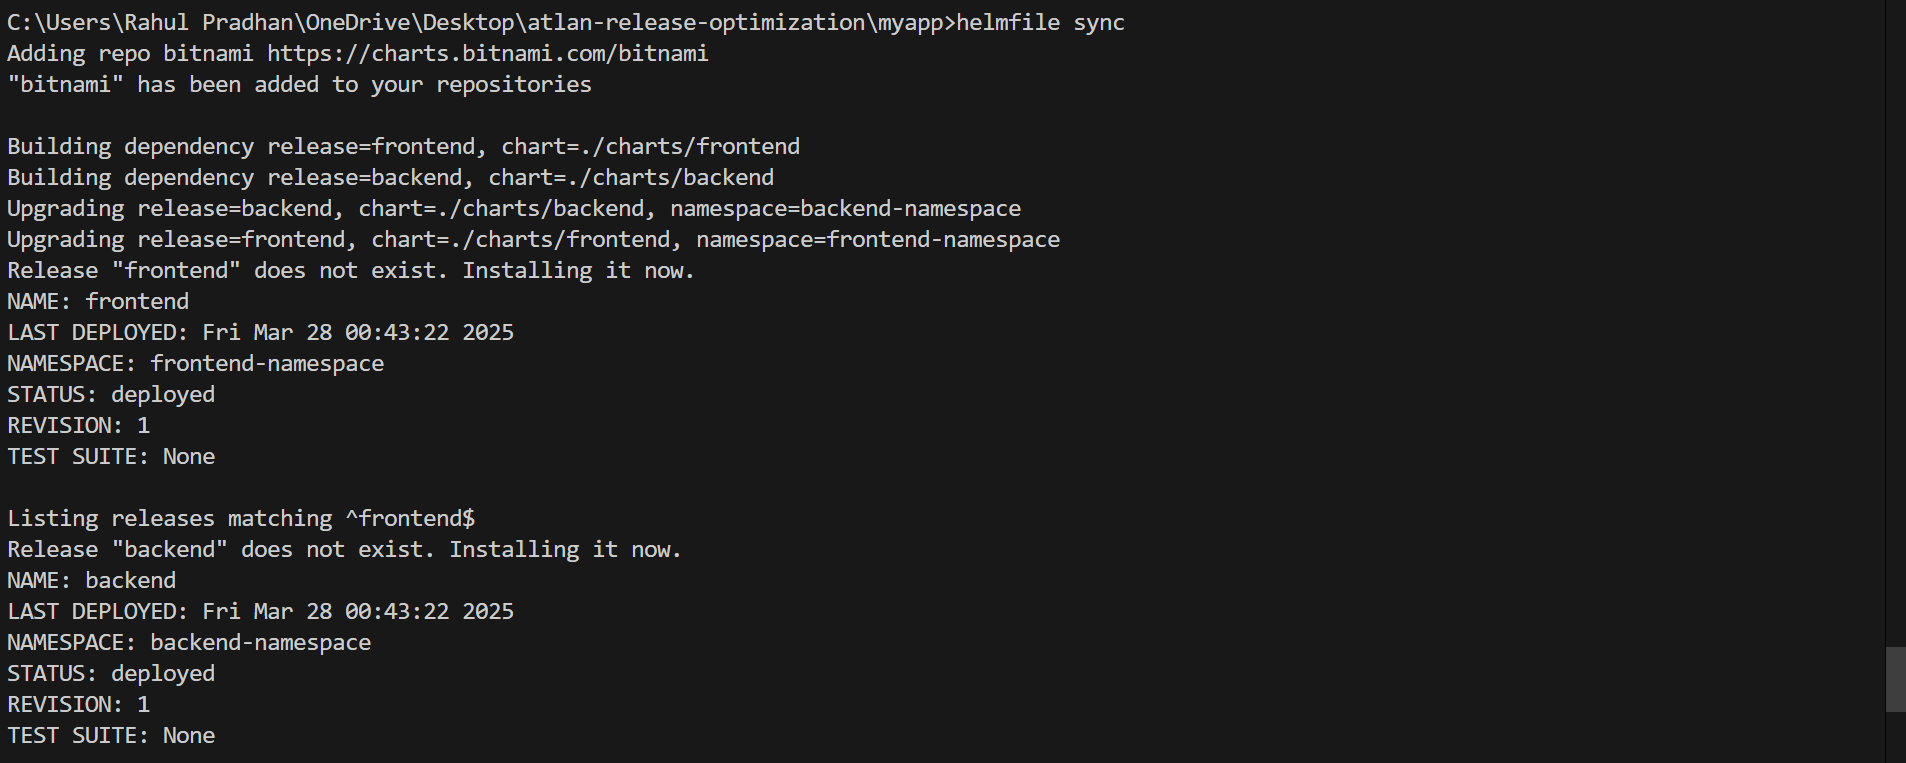 C:\Users\Rahul Pradhan\OneDrive\Desktop\atlan-release-optimization\myapp>helmfile sync
Adding repo bitnami https://charts.bitnami.com/bitnami
"bitnami" has been added to your repositories
Building dependency release=frontend, chart=./charts/frontend
Building dependency release=backend, chart=./charts/backend
Upgrading release=backend, chart=./charts/backend, namespace=backend-namespace
Upgrading release=frontend, chart=./charts/frontend, namespace=frontend-namespace
Release "frontend" does not exist. Installing it now.
NAME: frontend
LAST DEPLOYED: Fri Mar 28 00:43:22 2025
NAMESPACE: frontend-namespace
STATUS: deployed
REVISION: 1
TEST SUITE: None
Listing releases matching ^frontend$
Release "backend" does not exist. Installing it now.
NAME: backend
LAST DEPLOYED: Fri Mar 28 00:43:22 2025
NAMESPACE: backend-namespace
STATUS: deployed
REVISION: 1
TEST SUITE: None